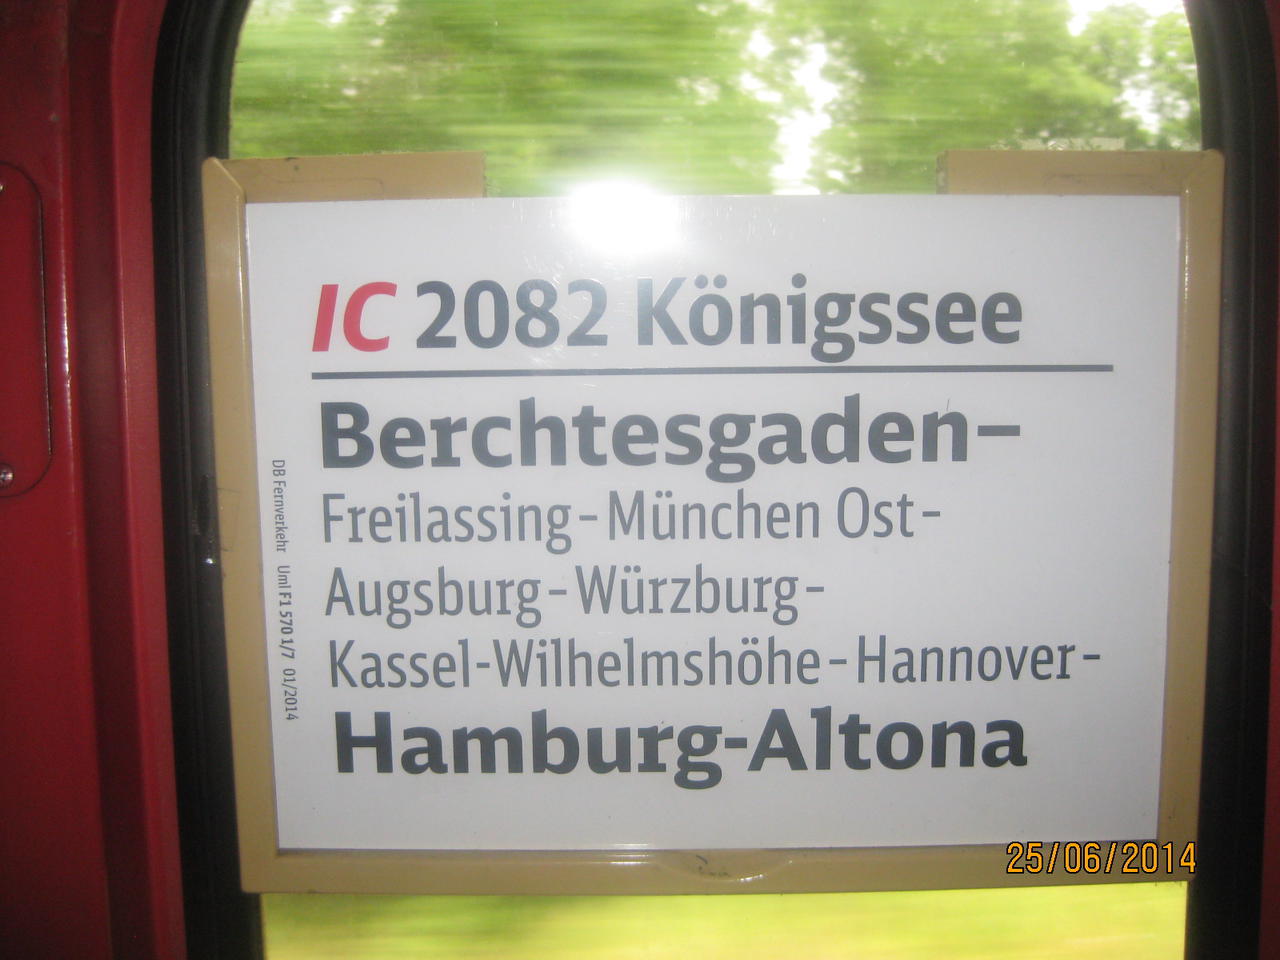 IC 2082 Königssee
Berchtesgaden–
Freilassing–München Ost–
Augsburg–Würzburg–
Kassel-Wilhelmshöhe–Hannover–
Hamburg-Altona
DB Fernverkehr Uml F1 570 1/7 01/2014
25/06/2014